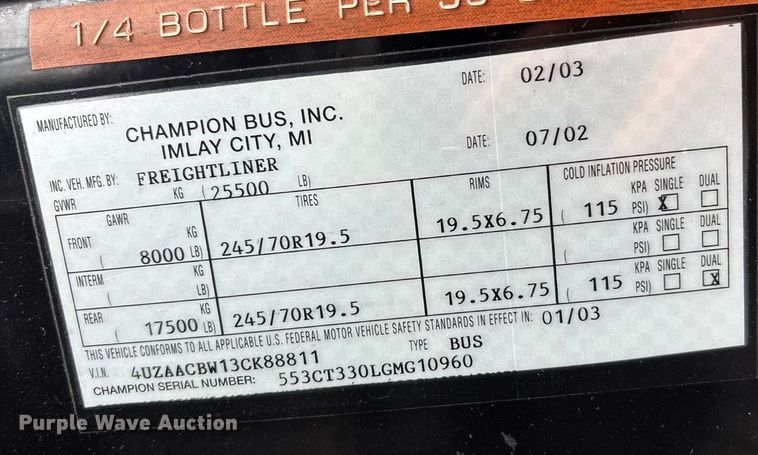 1/4 BOTTLE PER
MANUFACTURED BY: CHAMPION BUS, INC. DATE: 02/03
IMLAY CITY, MI
INC. VEH. MFG. BY: FREIGHTLINER DATE: 07/02
GVWR KG ( 25500 LB)
GAWR TIRES RIMS COLD INFLATION PRESSURE
FRONT KG KPA SINGLE DUAL
( 8000 LB) 245/70R19.5 19.5X6.75 ( 115 PSI) X
INTERM KG KPA SINGLE DUAL
( LB) ( PSI)
REAR KG KPA SINGLE DUAL
( 17500 LB) 245/70R19.5 19.5X6.75 ( 115 PSI) X
THIS VEHICLE CONFORMS TO ALL APPLICABLE U.S. FEDERAL MOTOR VEHICLE SAFETY STANDARDS IN EFFECT IN: 01/03
V.I.N. 4UZAACBW13CK88811 TYPE BUS
CHAMPION SERIAL NUMBER: 553CT330LGMG10960
Purple Wave Auction